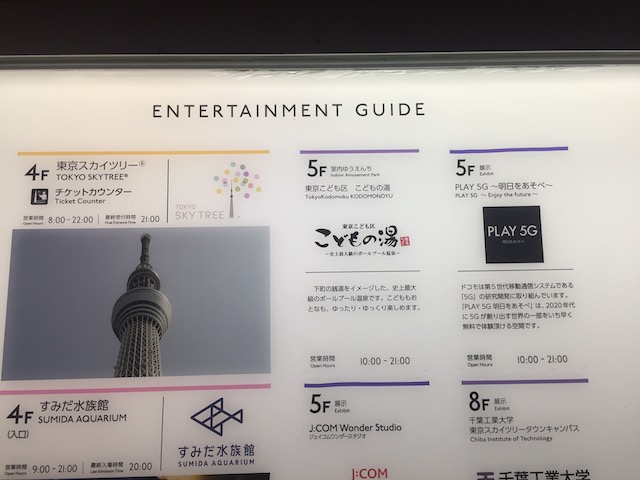 ENTERTAINMENT GUIDE
4F 東京スカイツリー®
TOKYO SKYTREE®
チケットカウンター
Ticket Counter
営業時間 Open Hours 8:00-22:00 最終受付時間 Final Entrance Time 21:00
TOKYO
SKYTREE
4F すみだ水族館
(入口) SUMIDA AQUARIUM
営業時間 Open Hours 9:00-21:00 最終入場時間 Last Admission Time 20:00
すみだ水族館
SUMIDA AQUARIUM
5F 室内ゆうえんち
Indoor Amusement Park
東京こども区 こどもの湯
TokyoKodomoku KODOMONOYU
東京こども区
こどもの湯
〜史上最大級のボールプール温泉〜
下町の銭湯をイメージした、史上最大
級のボールプール温泉です。こどももお
となも、ゆったり・ゆっくり楽しめます。
営業時間
Open Hours 10:00-21:00
5F 展示
Exhibit
J:COM Wonder Studio
ジェイコムワンダースタジオ
J:COM
5F 展示
Exhibit
PLAY 5G 〜明日をあそべ〜
PLAY 5G 〜 Enjoy the Future 〜
PLAY 5G
明日をあそべ
ドコモは第5世代移動通信システムである
「5G」の研究開発に取り組んでいます。
「PLAY 5G 明日をあそべ」は、2020年代
に5Gが創り出す世界の一部をいち早く
無料で体験頂ける空間です。
営業時間
Open Hours 10:00-21:00
8F 展示
Exhibit
千葉工業大学
東京スカイツリータウンキャンパス
Chiba Institute of Technology
千葉工業大学